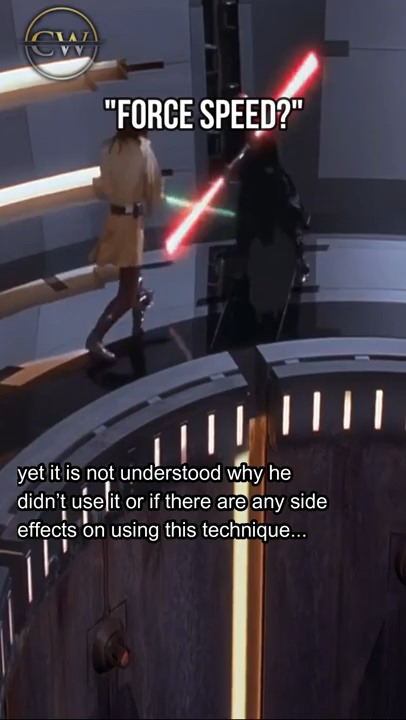 CW
"FORCE SPEED?"
yet it is not understood why he
didn't use it or if there are any side
effects on using this technique...